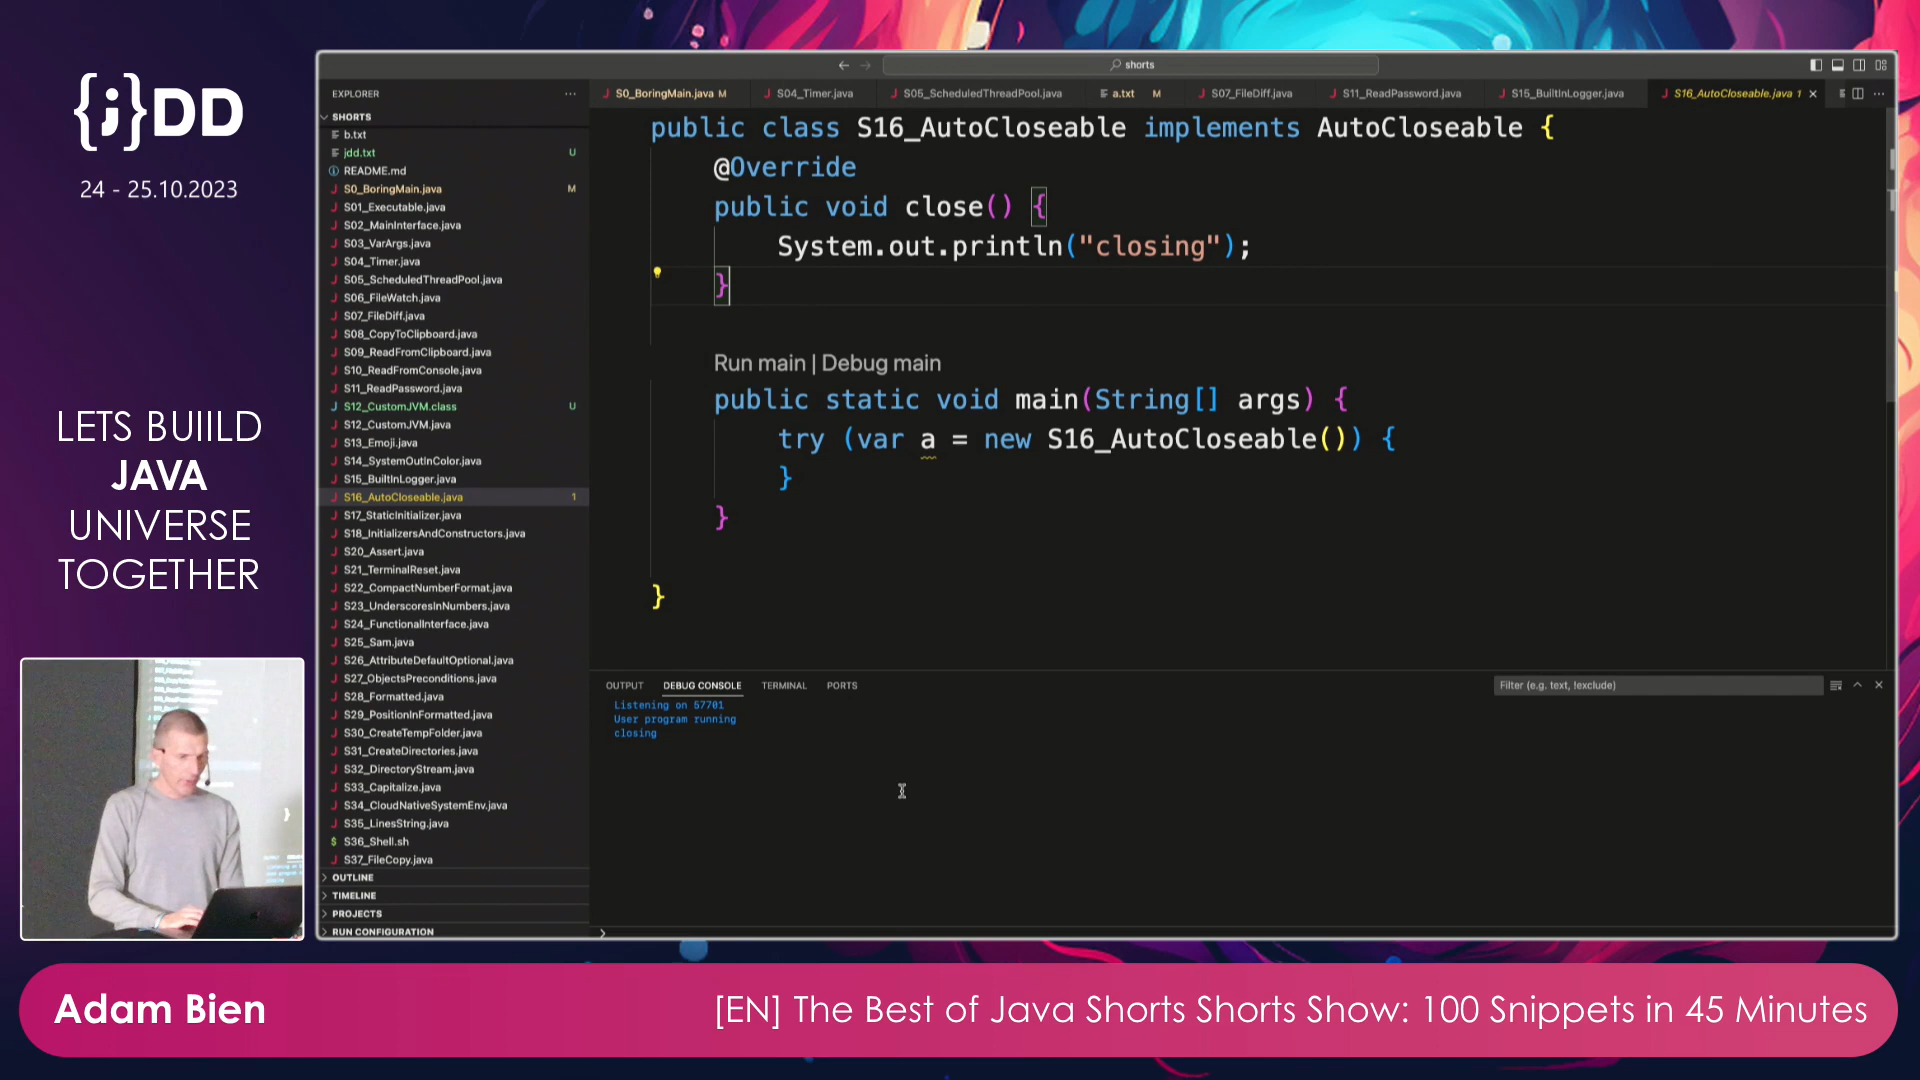 {;}DD
24 - 25.10.2023
LETS BUIILD
JAVA
UNIVERSE
TOGETHER
shorts
EXPLORER
SHORTS
b.txt
jdd.txt U
README.md
S0_BoringMain.java M
S01_Executable.java
S02_MainInterface.java
S03_VarArgs.java
S04_Timer.java
S05_ScheduledThreadPool.java
S06_FileWatch.java
S07_FileDiff.java
S08_CopyToClipboard.java
S09_ReadFromClipboard.java
S10_ReadFromConsole.java
S11_ReadPassword.java
S12_CustomJVM.class U
S12_CustomJVM.java
S13_Emoji.java
S14_SystemOutInColor.java
S15_BuiltInLogger.java
S16_AutoCloseable.java 1
S17_StaticInitializer.java
S18_InitializersAndConstructors.java
S20_Assert.java
S21_TerminalReset.java
S22_CompactNumberFormat.java
S23_UnderscoresInNumbers.java
S24_FunctionalInterface.java
S25_Sam.java
S26_AttributeDefaultOptional.java
S27_ObjectsPreconditions.java
S28_Formatted.java
S29_PositionInFormatted.java
S30_CreateTempFolder.java
S31_CreateDirectories.java
S32_DirectoryStream.java
S33_Capitalize.java
S34_CloudNativeSystemEnv.java
S35_LinesString.java
S36_Shell.sh
S37_FileCopy.java
OUTLINE
TIMELINE
PROJECTS
RUN CONFIGURATION
S0_BoringMain.java M S04_Timer.java S05_ScheduledThreadPool.java a.txt M S07_FileDiff.java S11_ReadPassword.java S15_BuiltInLogger.java S16_AutoCloseable.java 1
public class S16_AutoCloseable implements AutoCloseable {
@Override
public void close() {
System.out.println("closing");
}
Run main | Debug main
public static void main(String[] args) {
try (var a = new S16_AutoCloseable()) {
}
}
}
OUTPUT DEBUG CONSOLE TERMINAL PORTS Filter (e.g. text, !exclude)
Listening on 57701
User program running
closing
Adam Bien
[EN] The Best of Java Shorts Shorts Show: 100 Snippets in 45 Minutes